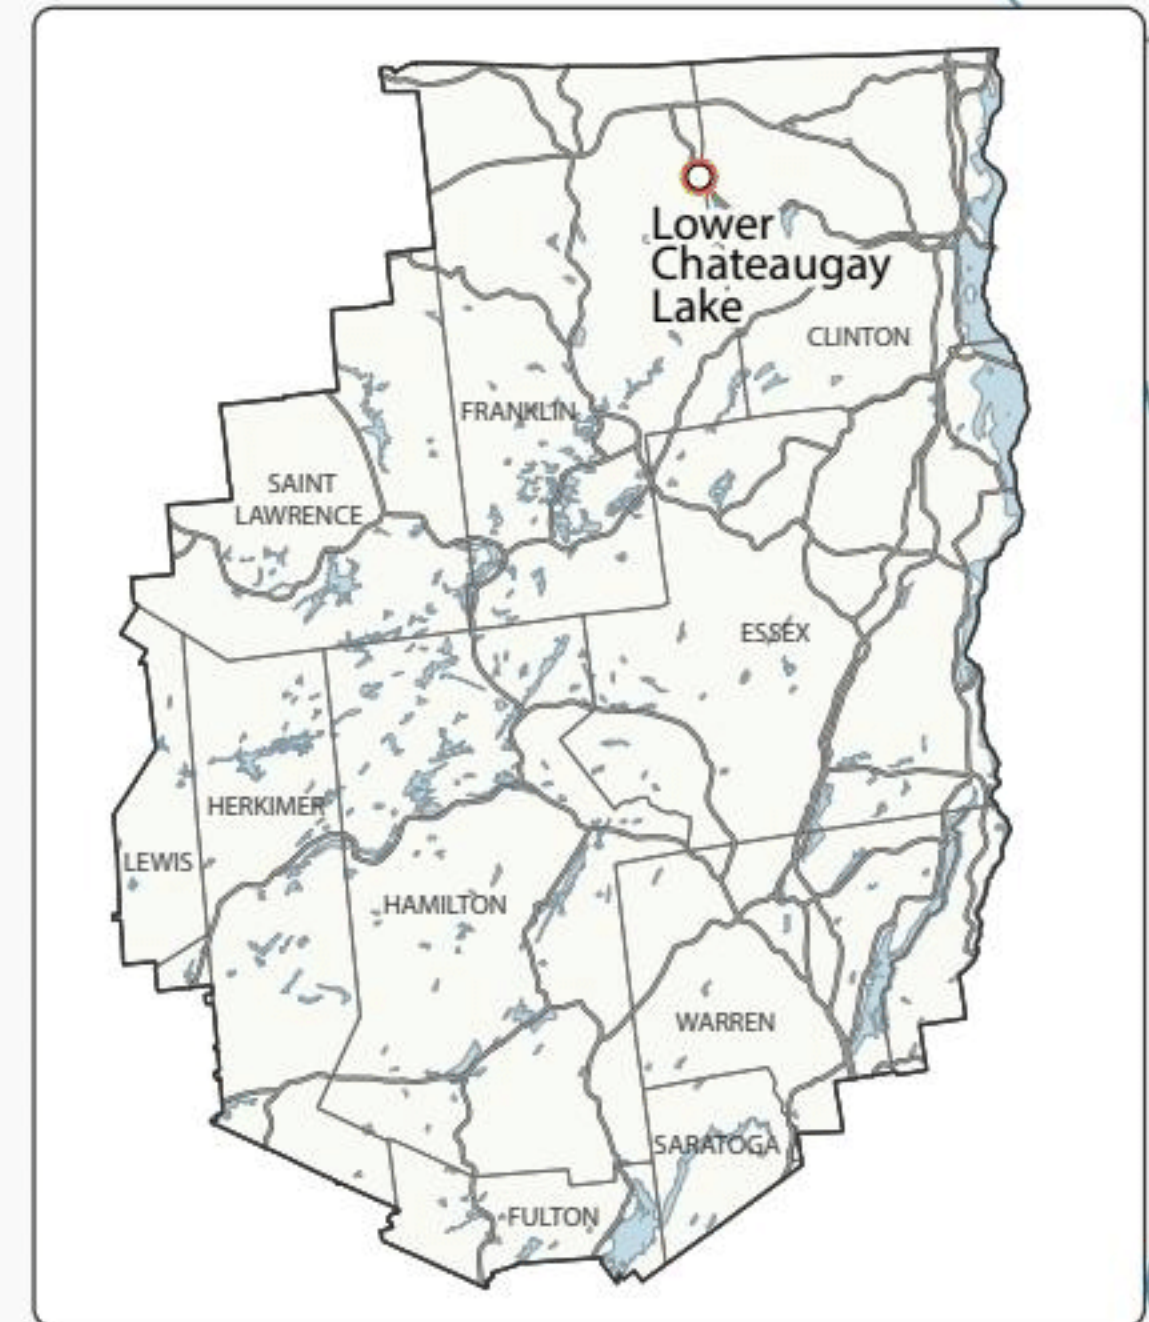 Lower
Chateaugay
Lake
CLINTON
FRANKLIN
SAINT
LAWRENCE
ESSEX
HERKIMER
LEWIS
HAMILTON
WARREN
SARATOGA
FULTON